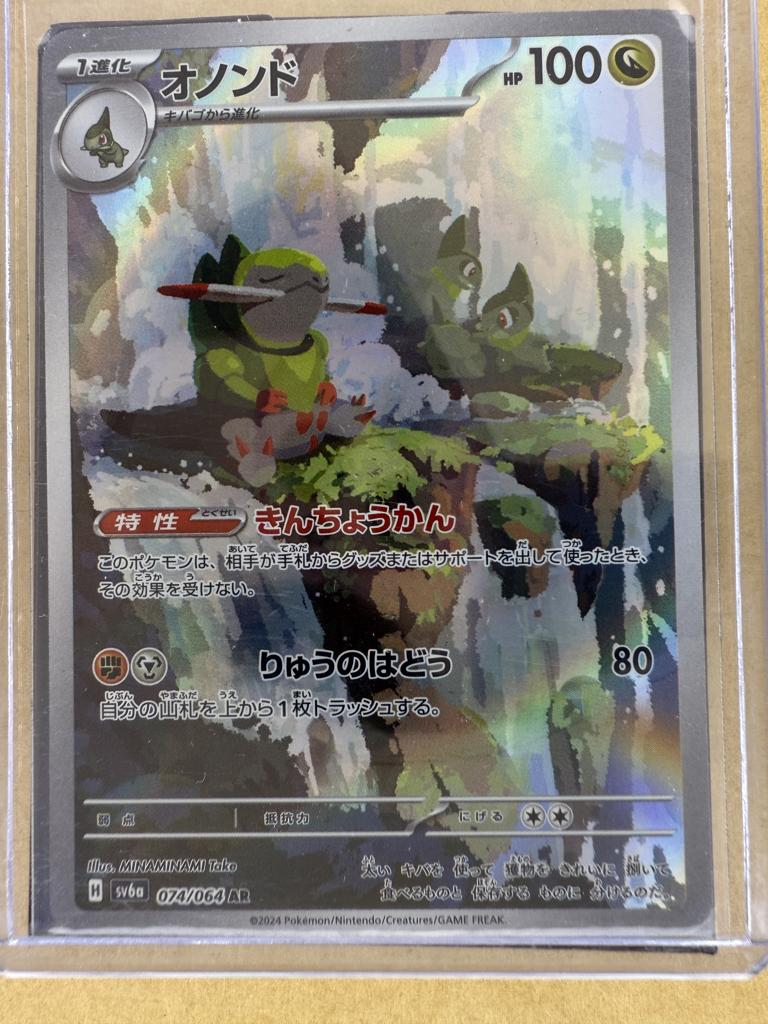 1進化
オノンド
HP 100
キバゴから進化
特性 とくせい きんちょうかん
このポケモンは、相手が手札からグッズまたはサポートを出して使ったとき、
その効果を受けない。
りゅうのはどう 80
自分の山札を上から1枚トラッシュする。
弱点 抵抗力 にげる
Illus. MINAMINAMI Take
太い キバを 使って 獲物を きれいに 捌いて
食べるものと 保存する ものに 分けるのだ。
H sv6a 074/064 AR
©2024 Pokémon/Nintendo/Creatures/GAME FREAK.